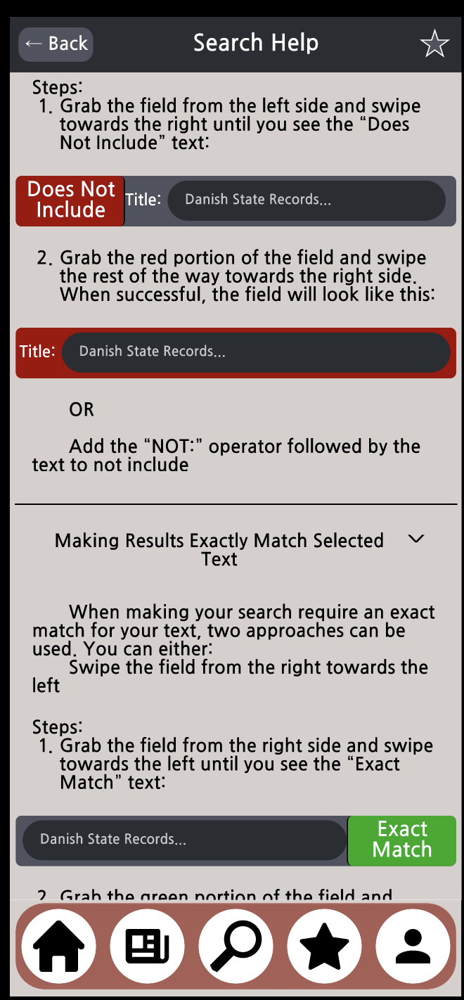 ← Back
Search Help
Steps:
1. Grab the field from the left side and swipe
towards the right until you see the “Does
Not Include” text:
Does Not
Include
Title:
Danish State Records...
2. Grab the red portion of the field and swipe
the rest of the way towards the right side.
When successful, the field will look like this:
Title:
Danish State Records...
OR
Add the “NOT:” operator followed by the
text to not include
Making Results Exactly Match Selected
Text
When making your search require an exact
match for your text, two approaches can be
used. You can either:
Swipe the field from the right towards the
left
Steps:
1. Grab the field from the right side and swipe
towards the left until you see the “Exact
Match” text:
Danish State Records...
Exact
Match
2. Grab the green portion of the field and